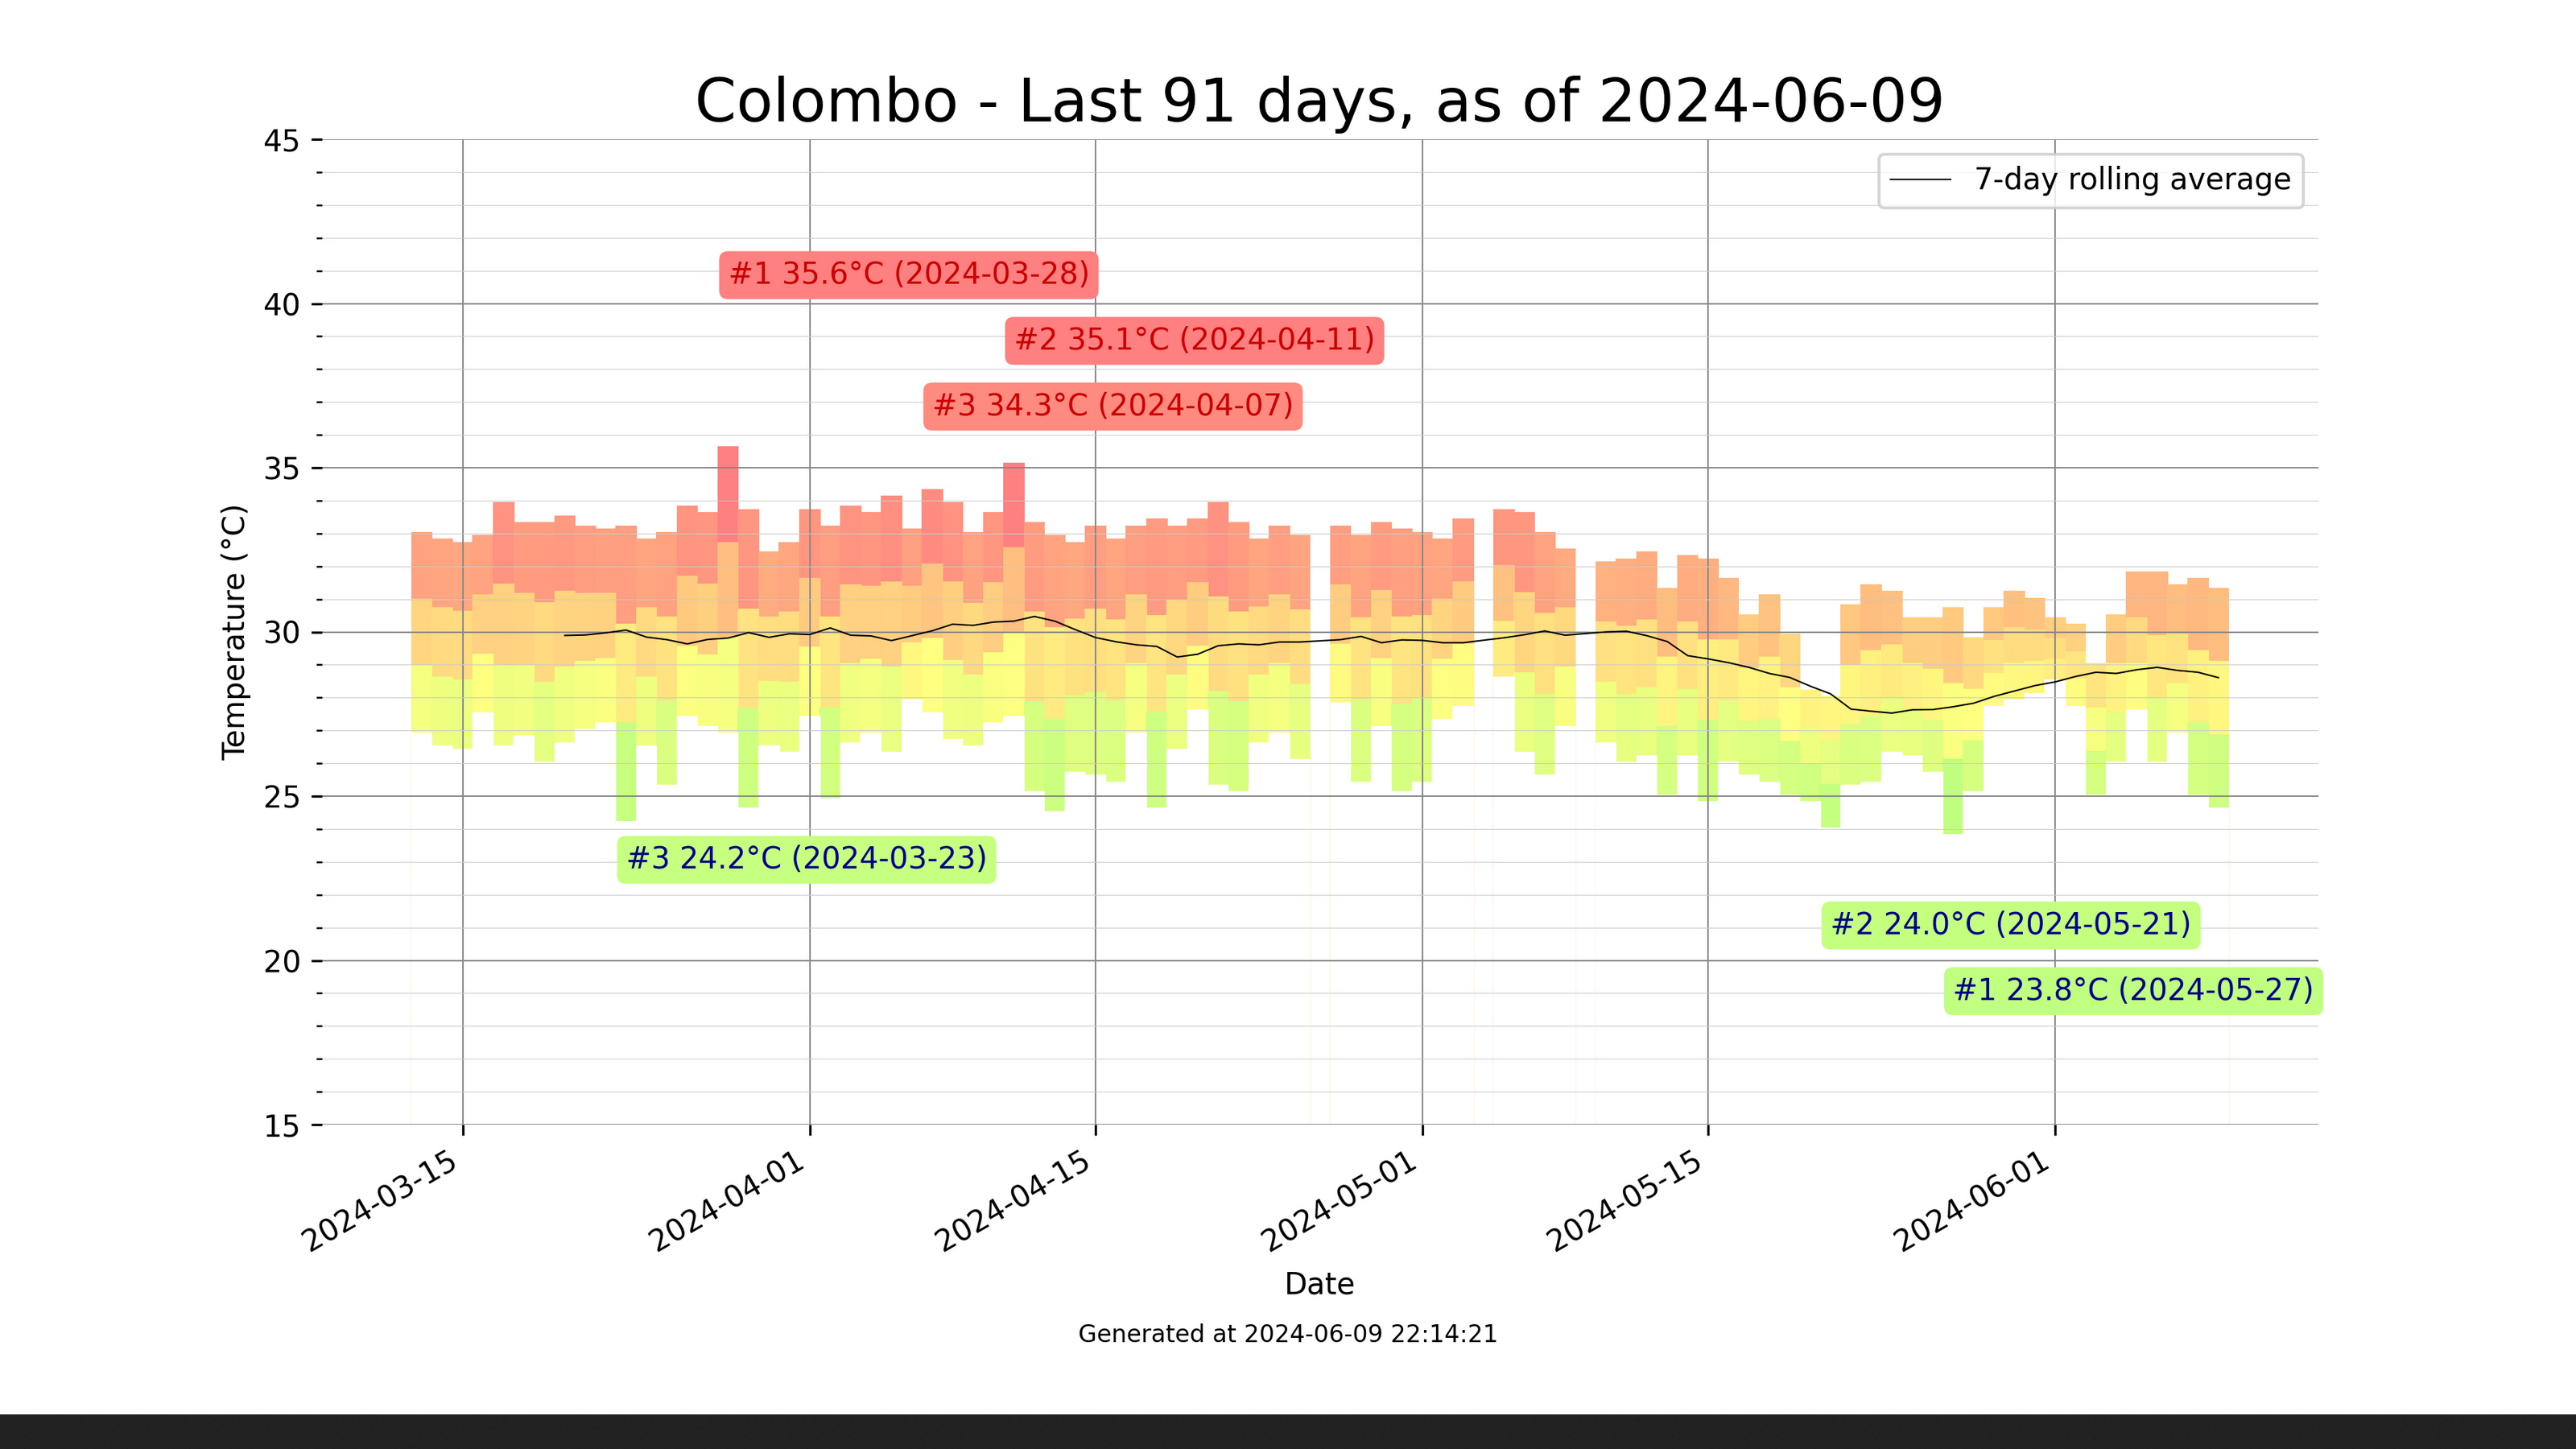 Colombo - Last 91 days, as of 2024-06-09
45
7-day rolling average
#1 35.6°C (2024-03-28)
40
#2 35.1°C (2024-04-11)
#3 34.3°C (2024-04-07)
35
Temperature (°C)
30
25
#3 24.2°C (2024-03-23)
#2 24.0°C (2024-05-21)
20
#1 23.8°C (2024-05-27)
15
2024-03-15
2024-04-01
2024-04-15
2024-05-01
2024-05-15
2024-06-01
Date
Generated at 2024-06-09 22:14:21